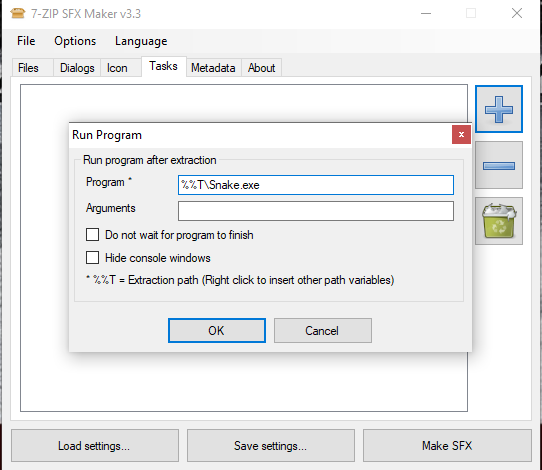 7-ZIP SFX Maker v3.3
File Options Language
Files Dialogs Icon Tasks Metadata About
Run Program
x
Run program after extraction
Program *
%%T\Snake.exe
Arguments
Do not wait for program to finish
Hide console windows
* %%T = Extraction path (Right click to insert other path variables)
OK Cancel
Load settings... Save settings... Make SFX